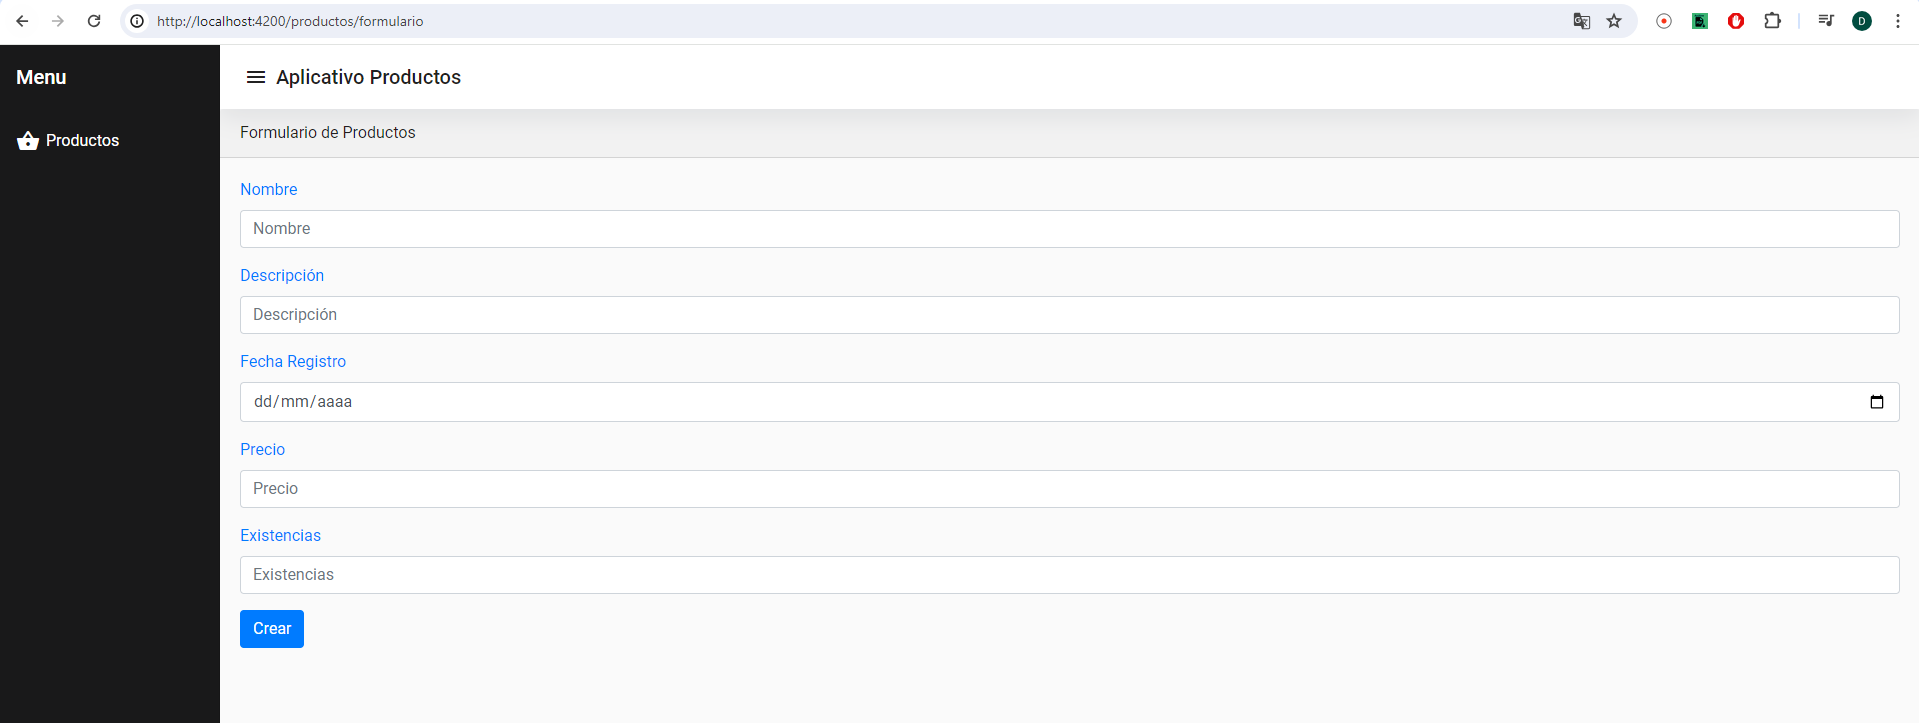 http://localhost:4200/productos/formulario
D
Menu
Aplicativo Productos
Productos
Formulario de Productos
Nombre
Nombre
Descripción
Descripción
Fecha Registro
dd/mm/aaaa
Precio
Precio
Existencias
Existencias
Crear